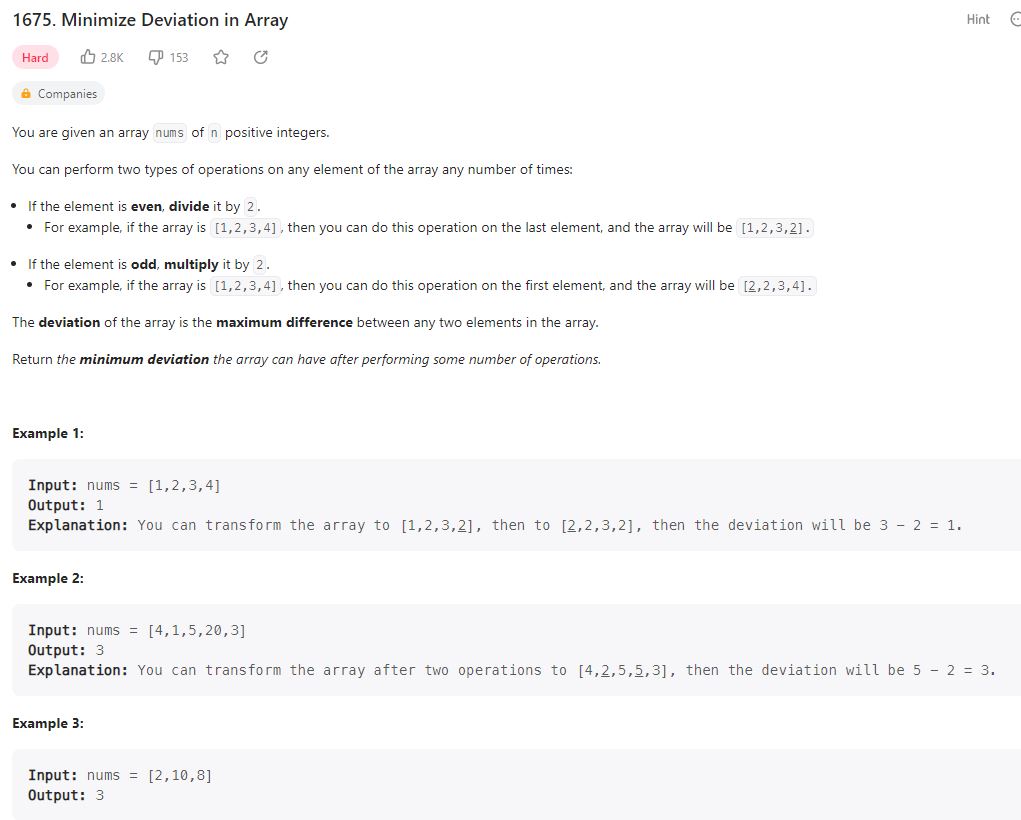 1675. Minimize Deviation in Array
Hint
Hard
2.8K
153
Companies
You are given an array nums of n positive integers.
You can perform two types of operations on any element of the array any number of times:
• If the element is even, divide it by 2.
• For example, if the array is [1,2,3,4], then you can do this operation on the last element, and the array will be [1,2,3,2].
• If the element is odd, multiply it by 2.
• For example, if the array is [1,2,3,4], then you can do this operation on the first element, and the array will be [2,2,3,4].
The deviation of the array is the maximum difference between any two elements in the array.
Return the minimum deviation the array can have after performing some number of operations.
Example 1:
Input: nums = [1,2,3,4]
Output: 1
Explanation: You can transform the array to [1,2,3,2], then to [2,2,3,2], then the deviation will be 3 - 2 = 1.
Example 2:
Input: nums = [4,1,5,20,3]
Output: 3
Explanation: You can transform the array after two operations to [4,2,5,5,3], then the deviation will be 5 - 2 = 3.
Example 3:
Input: nums = [2,10,8]
Output: 3